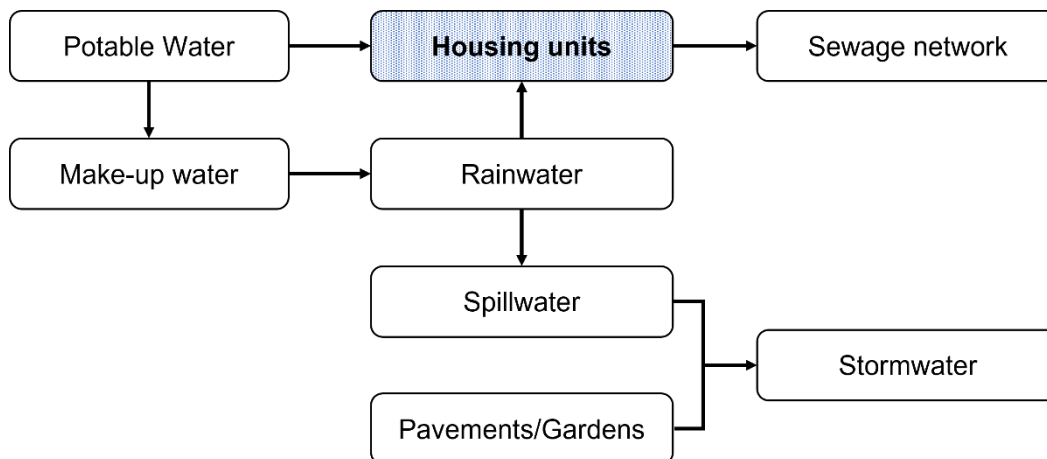 Potable Water
Housing units
Sewage network
Make-up water
Rainwater
Spillwater
Stormwater
Pavements/Gardens